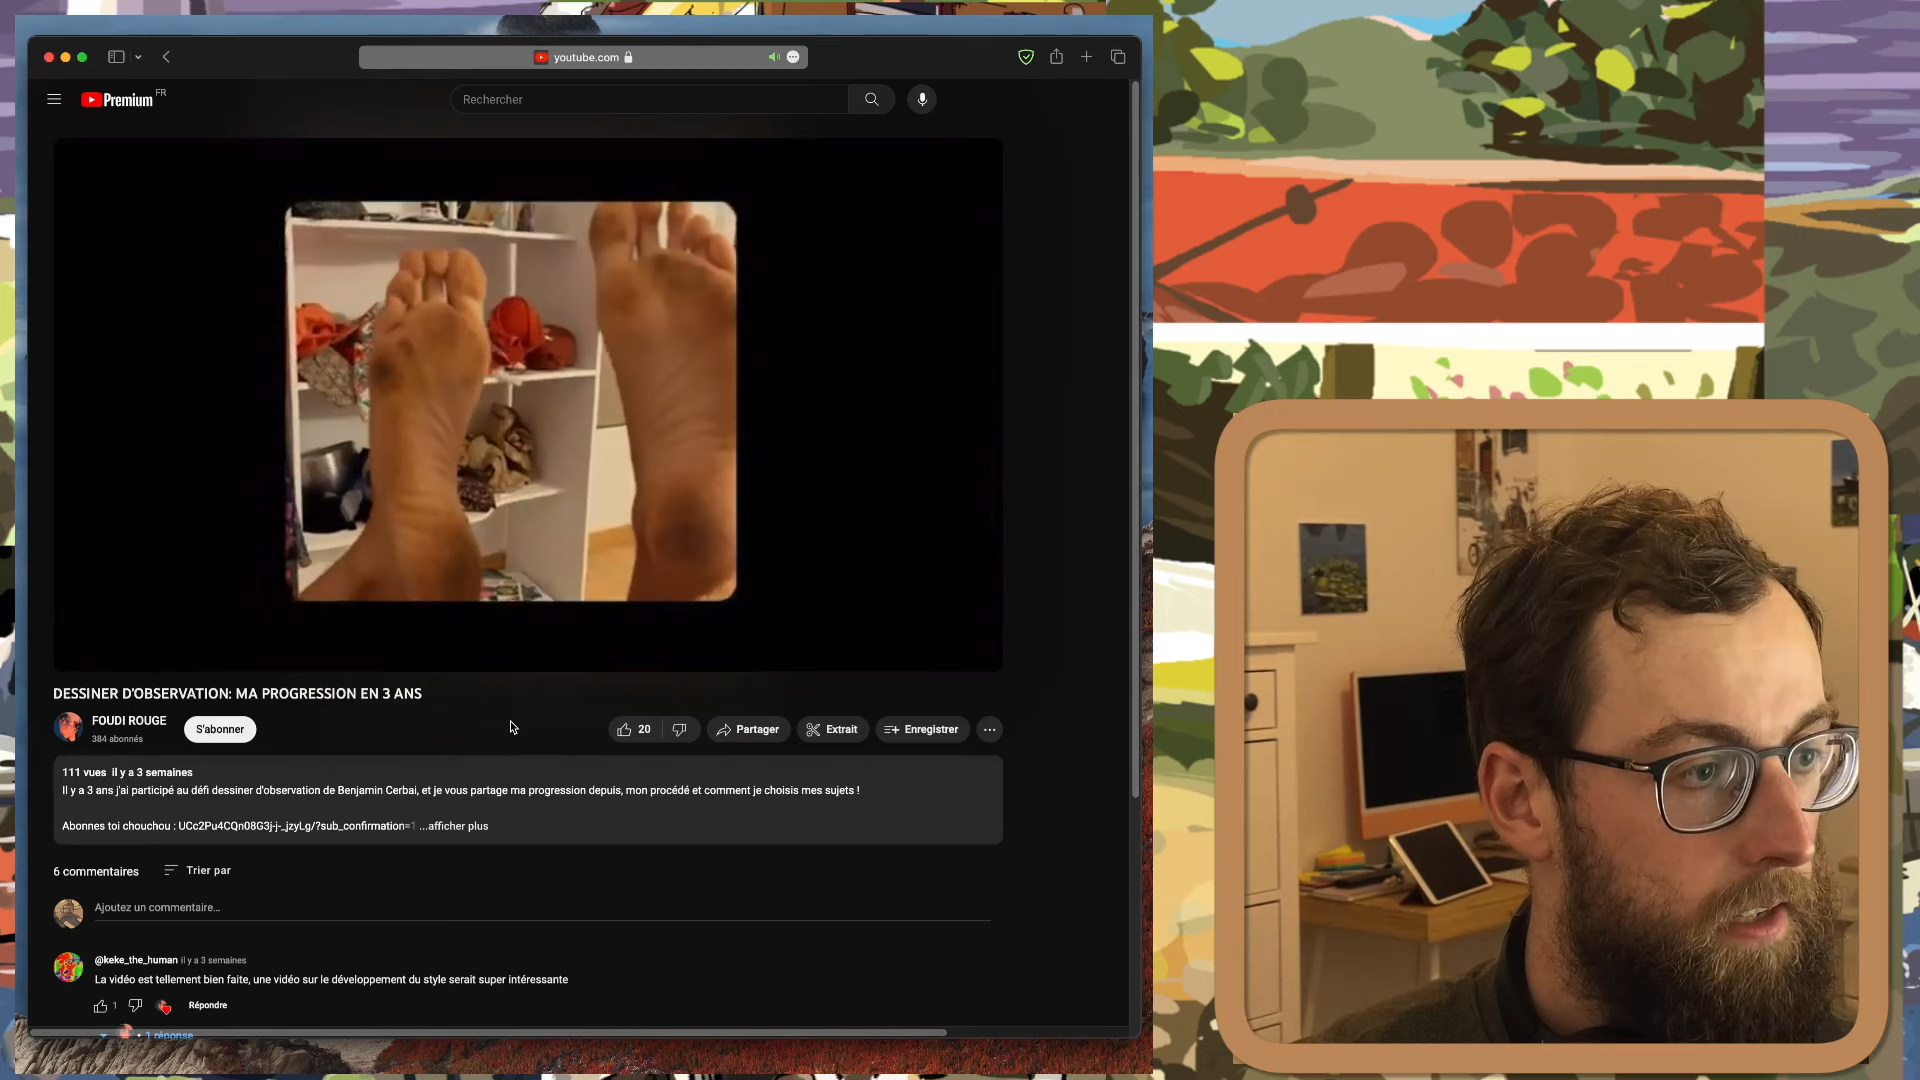 youtube.com
Premium FR
Rechercher
DESSINER D'OBSERVATION: MA PROGRESSION EN 3 ANS
FOUDI ROUGE
384 abonnés
S'abonner
20
Partager
Extrait
Enregistrer
111 vues il y a 3 semaines
Il y a 3 ans j'ai participé au défi dessiner d'observation de Benjamin Cerbai, et je vous partage ma progression depuis, mon procédé et comment je choisis mes sujets !
Abonnes toi chouchou : UCc2Pu4CQn08G3j-j-_jzyLg/?sub_confirmation=1 ...afficher plus
6 commentaires
Trier par
Ajoutez un commentaire...
@keke_the_human il y a 3 semaines
La vidéo est tellement bien faite, une vidéo sur le développement du style serait super intéressante
1
Répondre
1 réponse